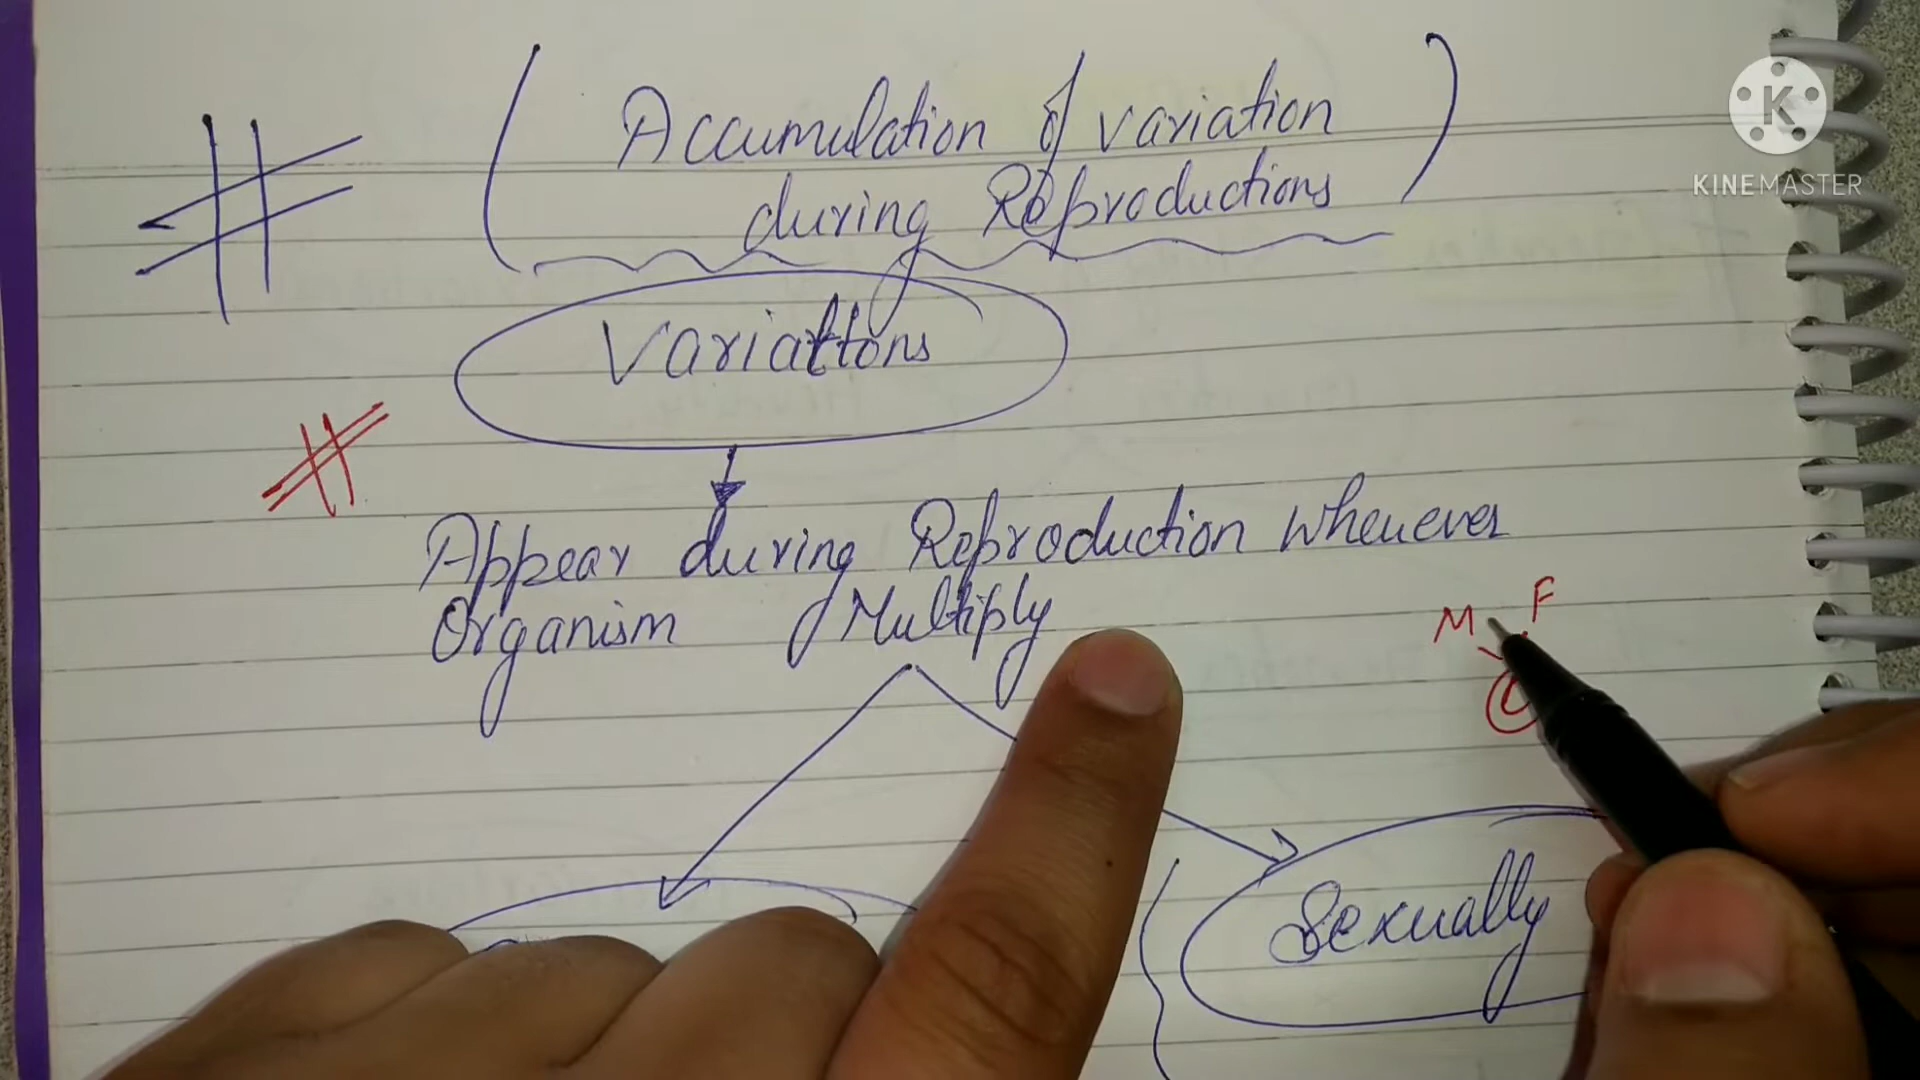 (Accumulation of variation
during Reproductions)
K
KINEMASTER
Variations
Appear during Reproduction whenever
Organism Multiply
M F
Sexually